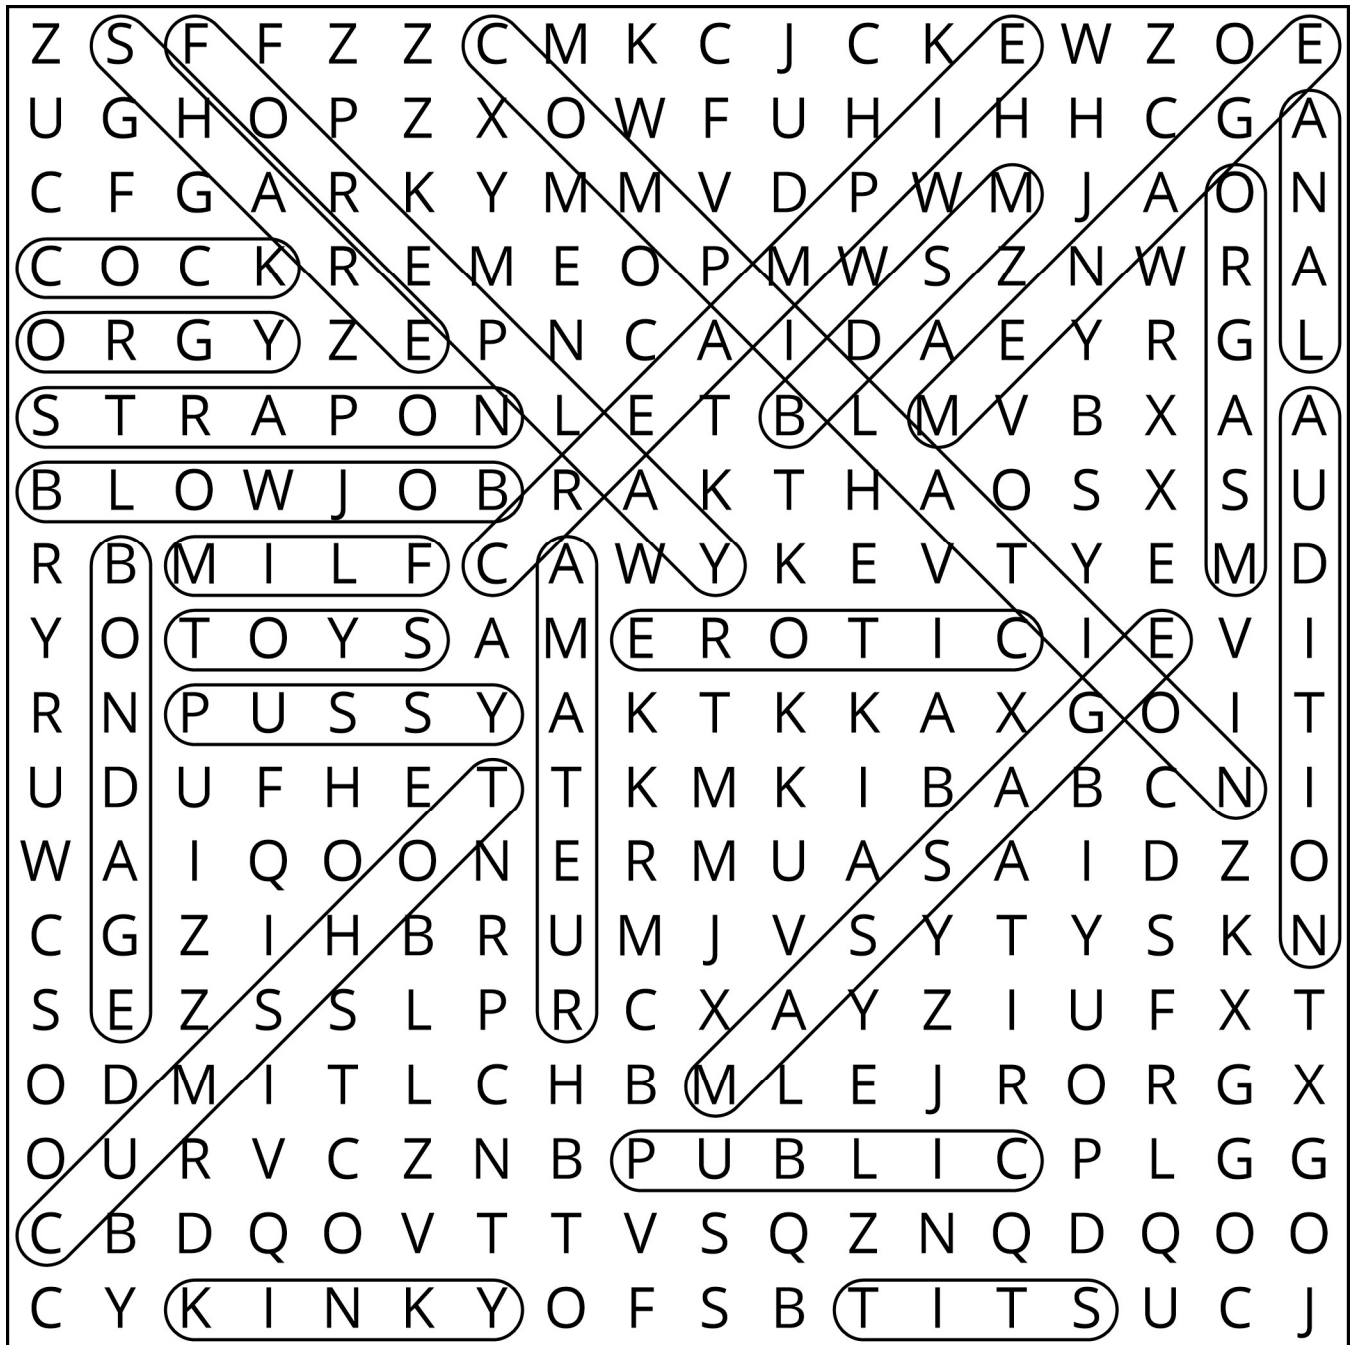 Z S F F Z Z C M K C J C K E W Z O E
U G H O P Z X O W F U H I H H C G A
C F G A R K Y M M V D P W M J A O N
C O C K R E M E O P M W S Z N W R A
O R G Y Z E P N C A I D A E Y R G L
S T R A P O N L E T B L M V B X A A
B L O W J O B R A K T H A O S X S U
R B M I L F C A W Y K E V T Y E M D
Y O T O Y S A M E R O T I C I E V I
R N P U S S Y A K T K K A X G O I T
U D U F H E T T K M K I B A B C N I
W A I Q O O N E R M U A S A I D Z O
C G Z I H B R U M J V S Y T Y S K N
S E Z S S L P R C X A Y Z I U F X T
O D M I T L C H B M L E J R O R G X
O U R V C Z N B P U B L I C P L G G
C B D Q O V T T V S Q Z N Q D Q O O
C Y K I N K Y O F S B T I T S U C J